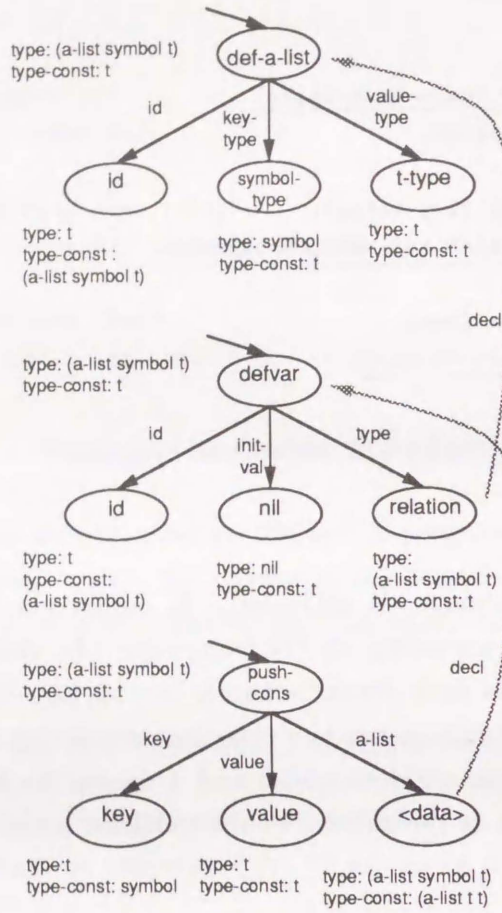 type: (a-list symbol t)
type-const: t
def-a-list
id
key-
type
value-
type
id
symbol-
type
t-type
type: t
type-const :
(a-list symbol t)
type: symbol
type-const: t
type: t
type-const: t
decl
type: (a-list symbol t)
type-const: t
defvar
id
init-
val
type
id
nil
relation
type: t
type-const:
(a-list symbol t)
type: nil
type-const: t
type:
(a-list symbol t)
type-const: t
type: (a-list symbol t)
type-const: t
push-
cons
decl
key
value
a-list
key
value
<data>
type:t
type-const: symbol
type: t
type-const: t
type: (a-list symbol t)
type-const: (a-list t t)